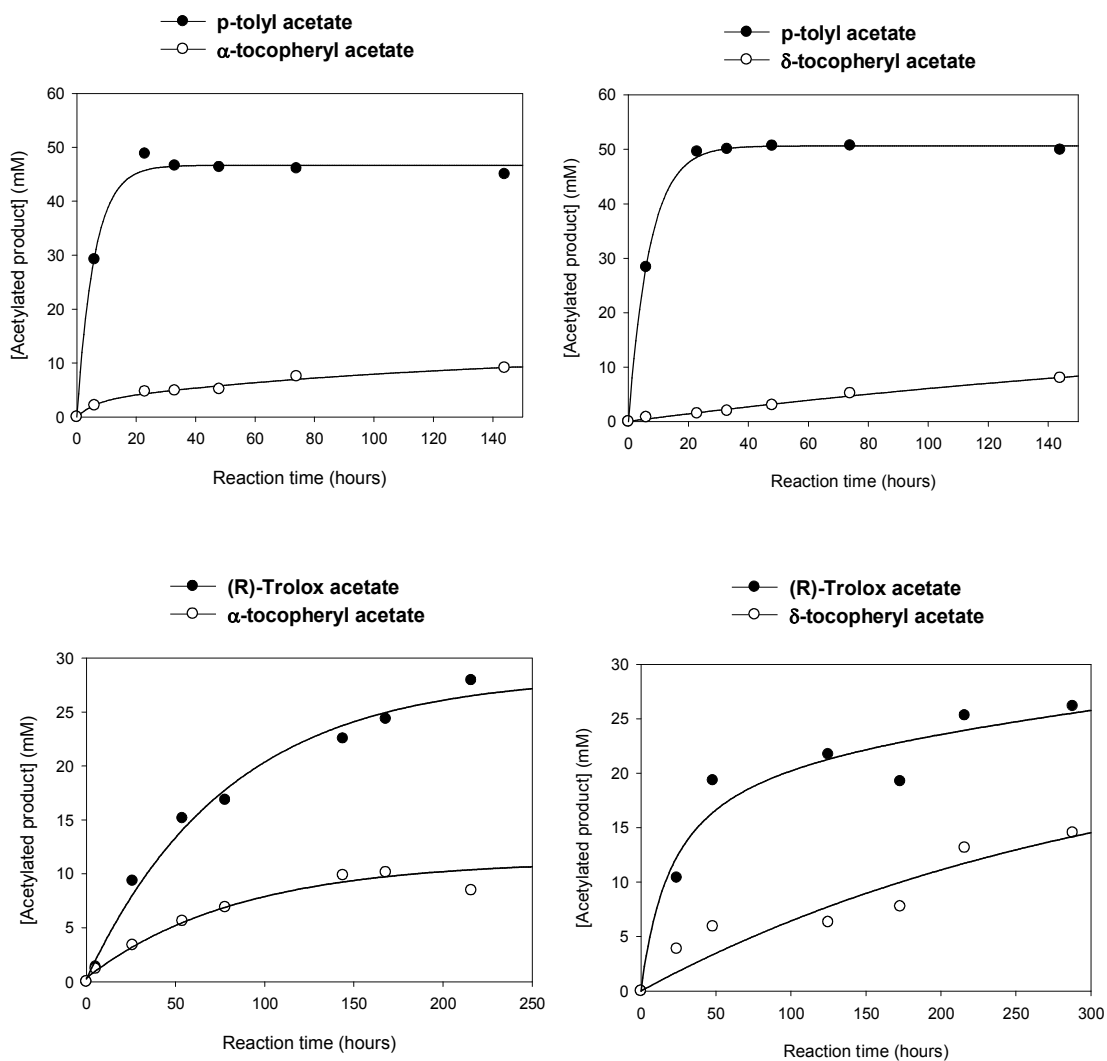 p-tolyl acetate
α-tocopheryl acetate
[Acetylated product] (mM)
60
50
40
30
20
10
0
0 20 40 60 80 100 120 140
Reaction time (hours)
p-tolyl acetate
δ-tocopheryl acetate
[Acetylated product] (mM)
60
50
40
30
20
10
0
0 20 40 60 80 100 120 140
Reaction time (hours)
(R)-Trolox acetate
α-tocopheryl acetate
[Acetylated product] (mM)
30
25
20
15
10
5
0
0 50 100 150 200 250
Reaction time (hours)
(R)-Trolox acetate
δ-tocopheryl acetate
[Acetylated product] (mM)
30
25
20
15
10
5
0
0 50 100 150 200 250 300
Reaction time (hours)